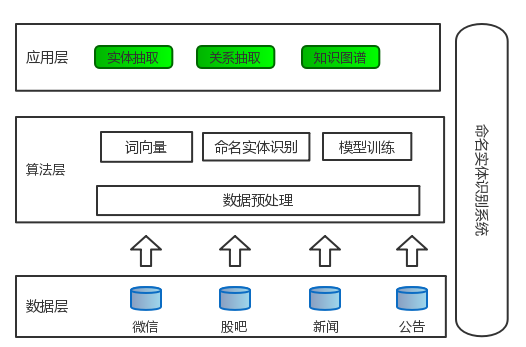 应用层
实体抽取
关系抽取
知识图谱
算法层
词向量
命名实体识别
模型训练
数据预处理
数据层
微信
股吧
新闻
公告
命名实体识别系统